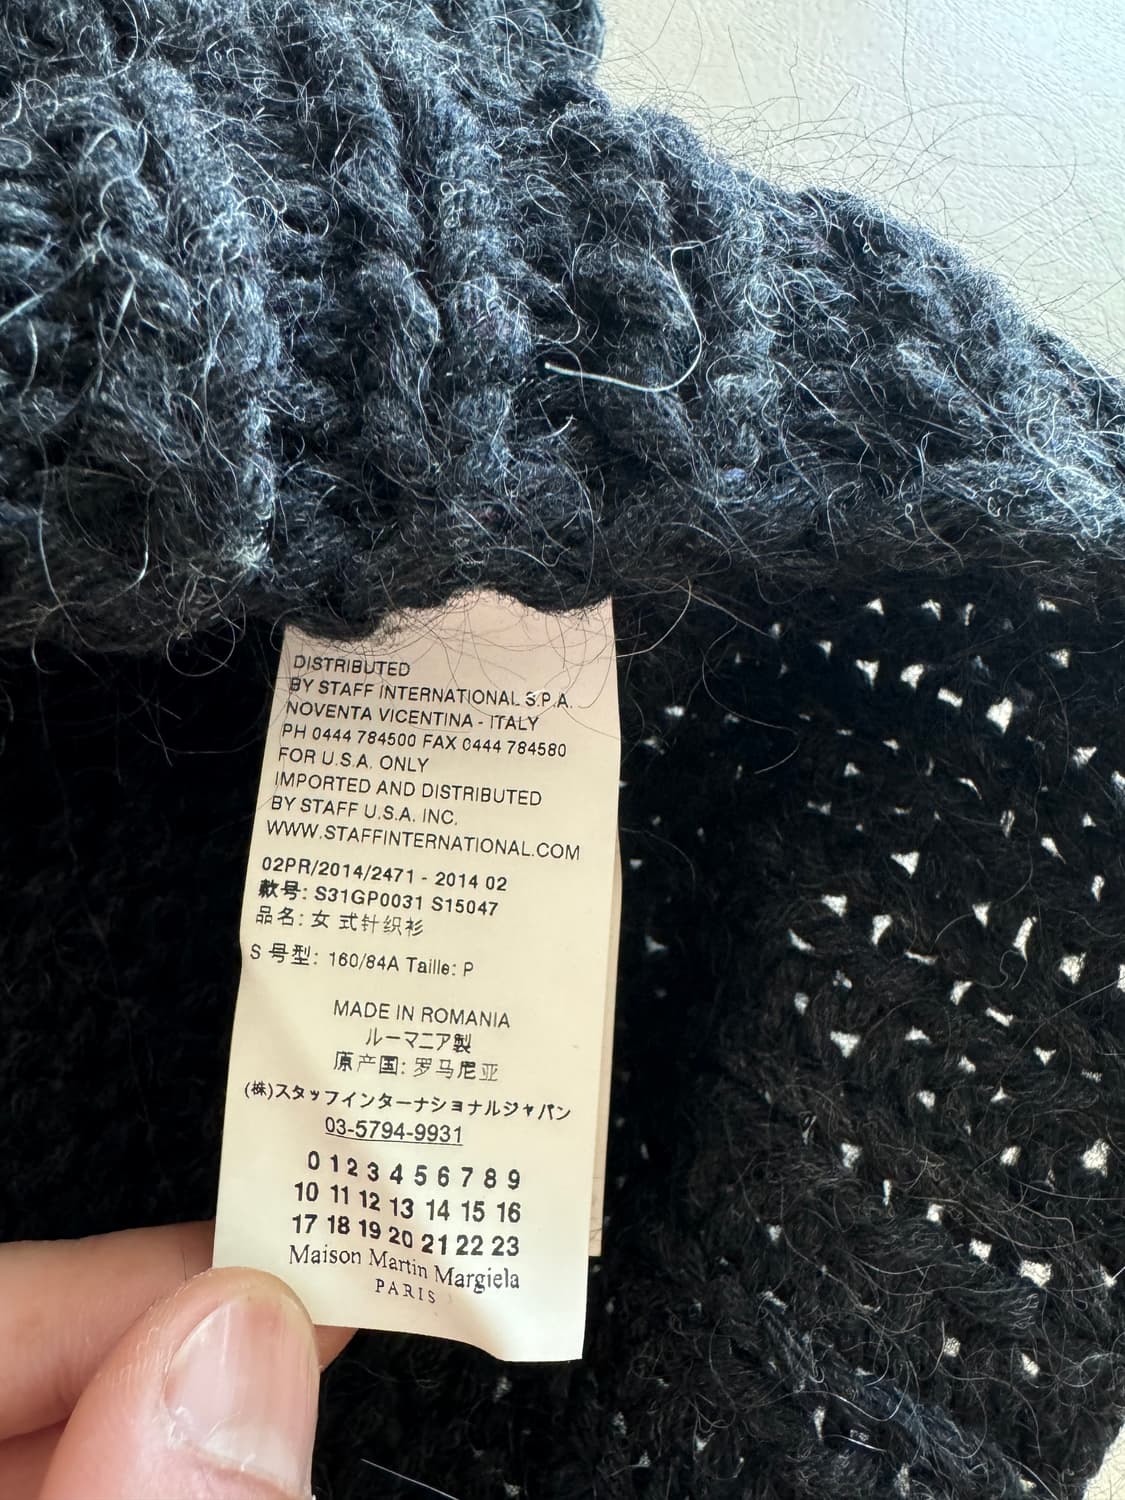 DISTRIBUTED
BY STAFF INTERNATIONAL S.P.A.
NOVENTA VICENTINA - ITALY
PH 0444 784500 FAX 0444 784580
FOR U.S.A. ONLY
IMPORTED AND DISTRIBUTED
BY STAFF U.S.A. INC.
WWW.STAFFINTERNATIONAL.COM
02PR/2014/2471 - 2014 02
款号: S31GP0031 S15047
品名: 女 式针织衫
S 号型: 160/84A Taille: P
MADE IN ROMANIA
ルーマニア製
原产国: 罗马尼亚
(株)スタッフインターナショナルジャパン
03-5794-9931
0 1 2 3 4 5 6 7 8 9
10 11 12 13 14 15 16
17 18 19 20 21 22 23
Maison Martin Margiela
PARIS